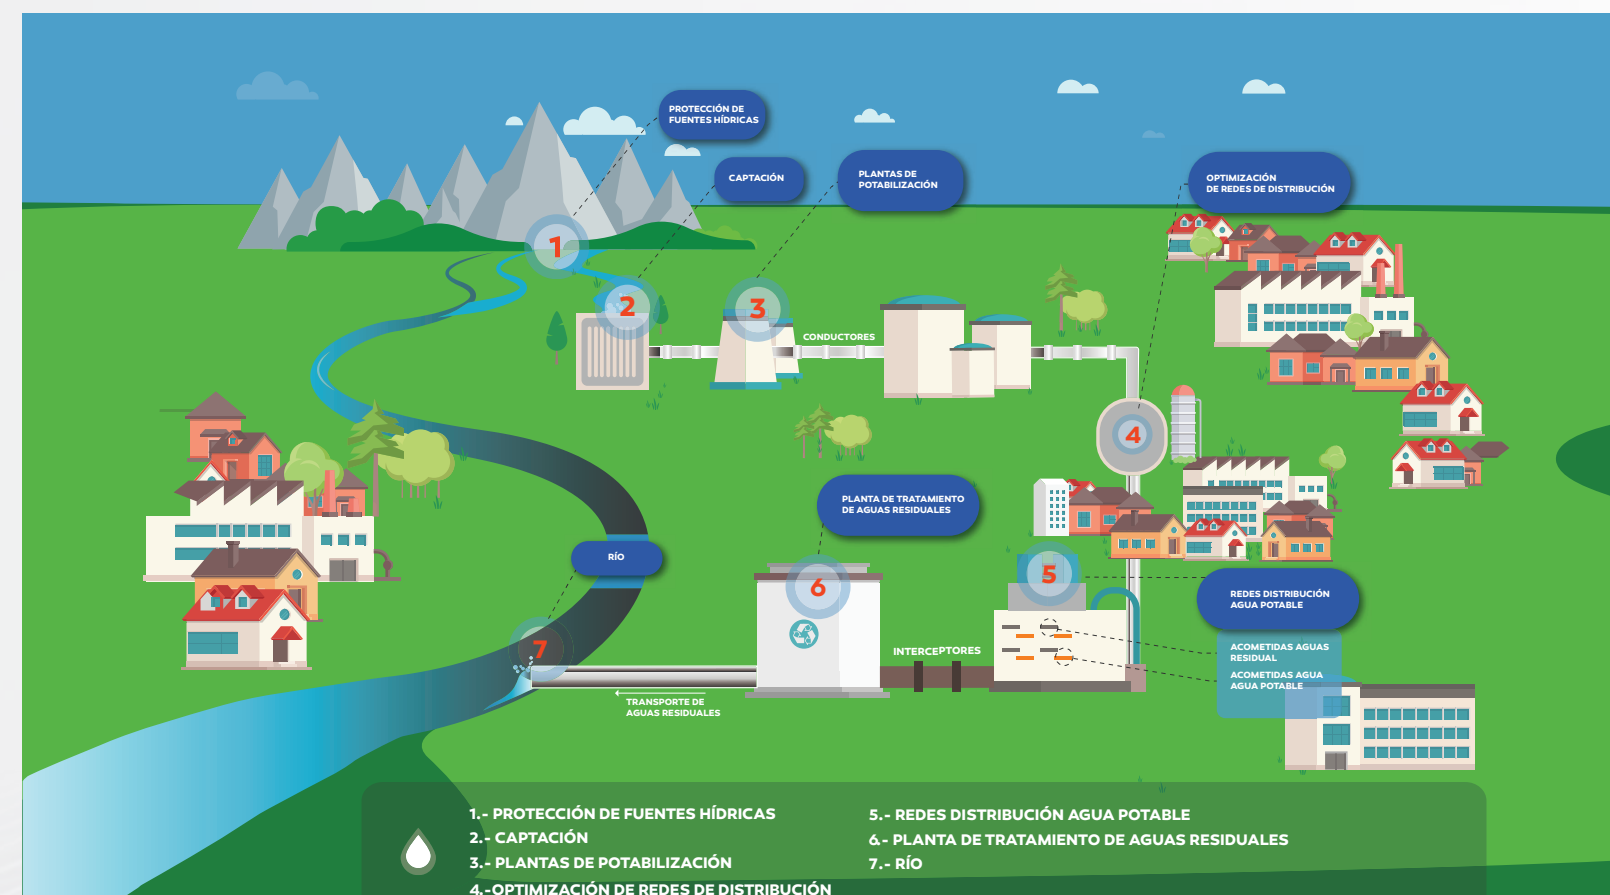 PROTECCIÓN DE
FUENTES HÍDRICAS
CAPTACIÓN
PLANTAS DE
POTABILIZACIÓN
OPTIMIZACIÓN
DE REDES DE DISTRIBUCIÓN
1
2
3
CONDUCTORES
4
PLANTA DE TRATAMIENTO
DE AGUAS RESIDUALES
RÍO
5
6
REDES DISTRIBUCIÓN
AGUA POTABLE
7
INTERCEPTORES
ACOMETIDAS AGUAS
RESIDUAL
ACOMETIDAS AGUA
AGUA POTABLE
TRANSPORTE DE
AGUAS RESIDUALES
1.- PROTECCIÓN DE FUENTES HÍDRICAS
2.- CAPTACIÓN
3.- PLANTAS DE POTABILIZACIÓN
4.-OPTIMIZACIÓN DE REDES DE DISTRIBUCIÓN
5.- REDES DISTRIBUCIÓN AGUA POTABLE
6.- PLANTA DE TRATAMIENTO DE AGUAS RESIDUALES
7.- RÍO